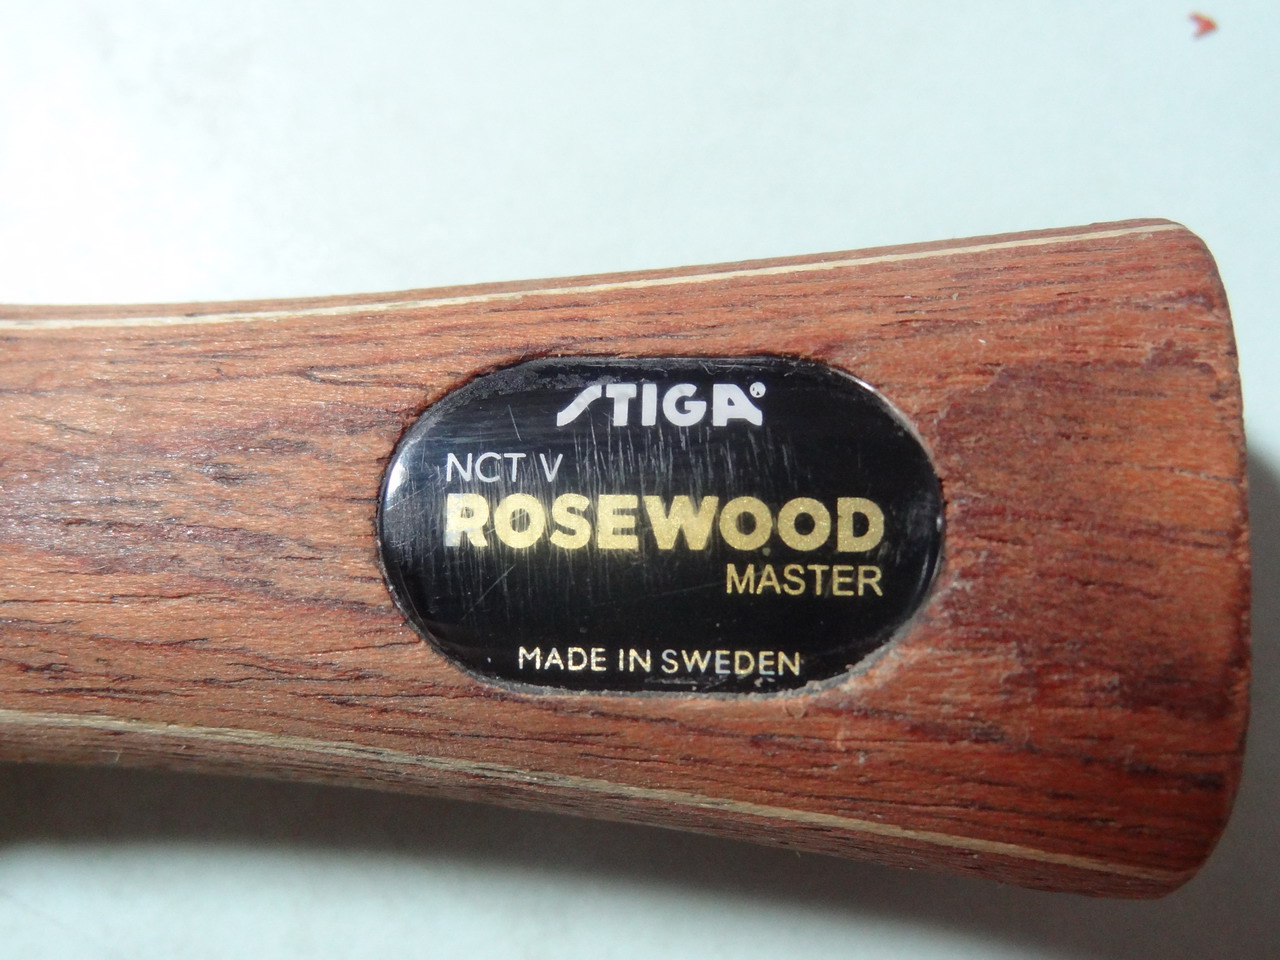 STIGA®
NCT V
ROSEWOOD
MASTER
MADE IN SWEDEN